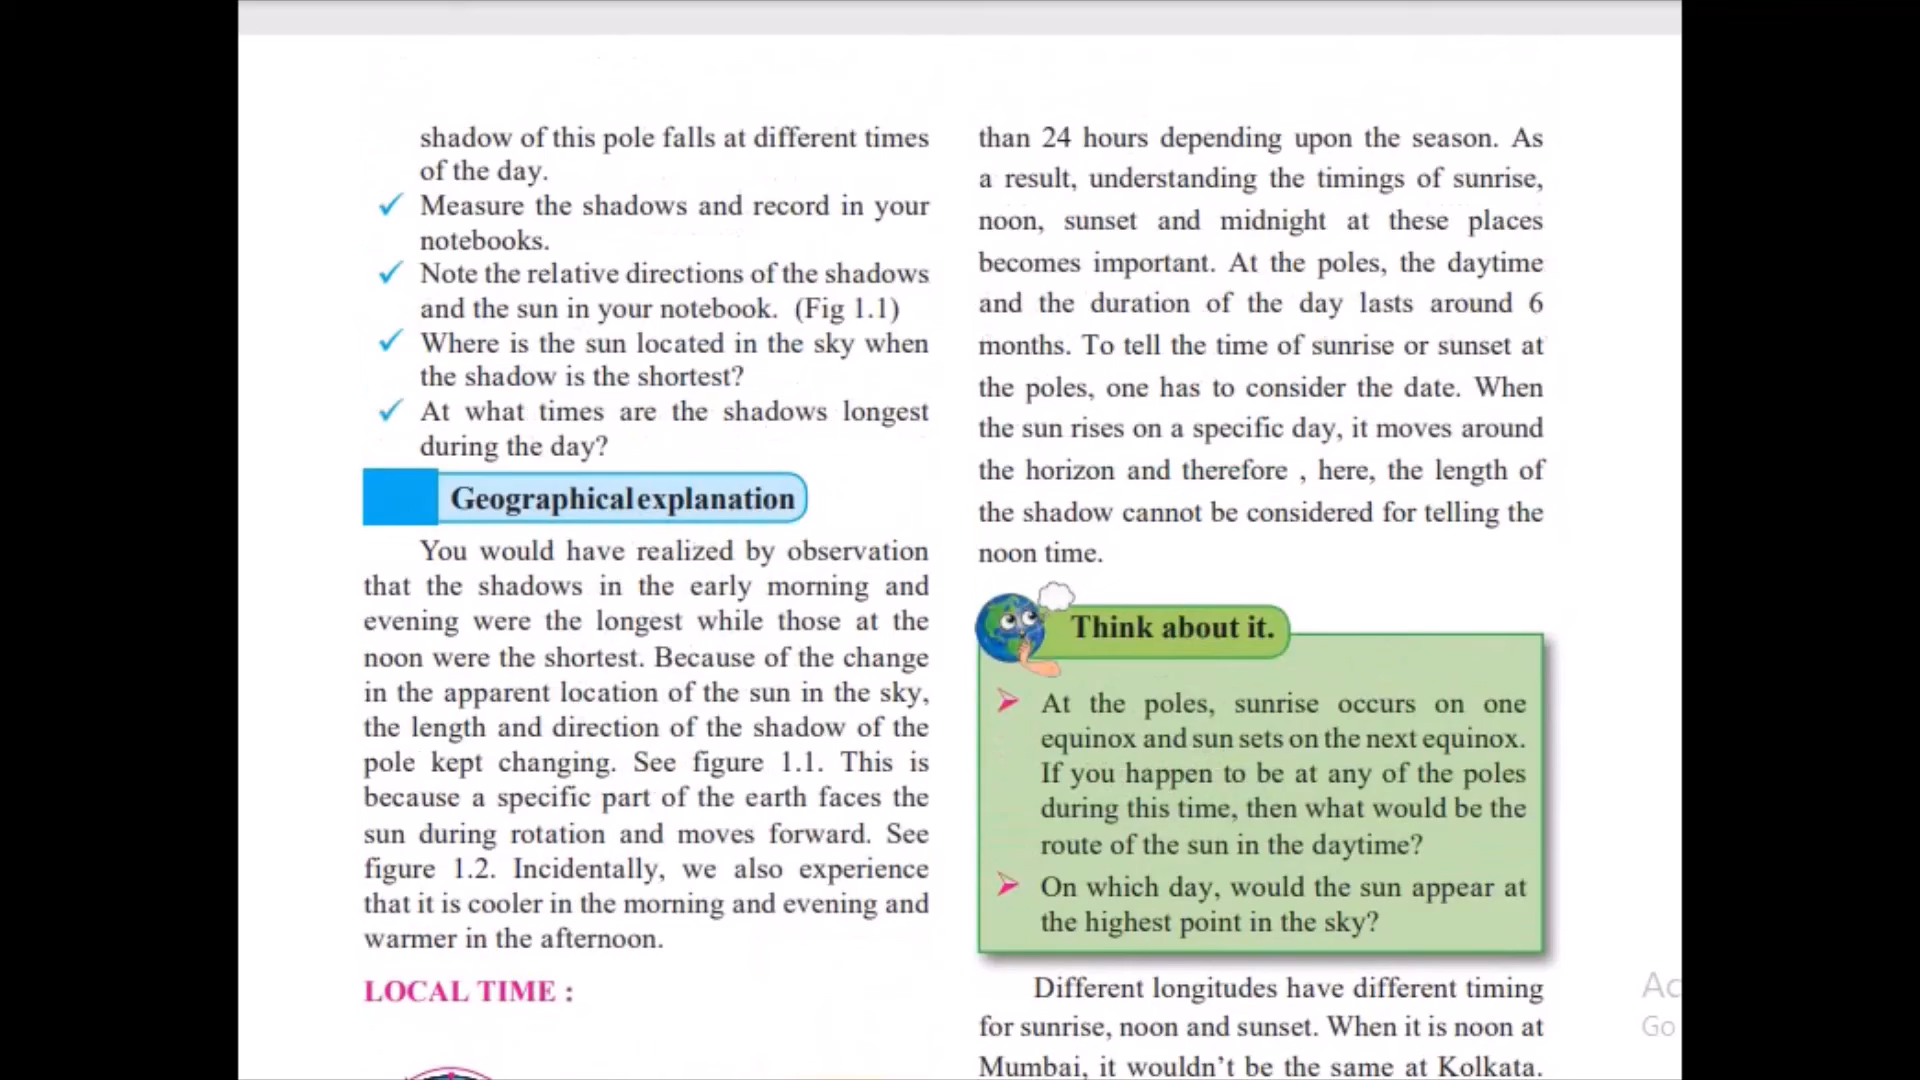 shadow of this pole falls at different times
of the day.
Measure the shadows and record in your
notebooks.
Note the relative directions of the shadows
and the sun in your notebook. (Fig 1.1)
Where is the sun located in the sky when
the shadow is the shortest?
At what times are the shadows longest
during the day?
Geographical explanation
You would have realized by observation
that the shadows in the early morning and
evening were the longest while those at the
noon were the shortest. Because of the change
in the apparent location of the sun in the sky,
the length and direction of the shadow of the
pole kept changing. See figure 1.1. This is
because a specific part of the earth faces the
sun during rotation and moves forward. See
figure 1.2. Incidentally, we also experience
that it is cooler in the morning and evening and
warmer in the afternoon.
LOCAL TIME :
than 24 hours depending upon the season. As
a result, understanding the timings of sunrise,
noon, sunset and midnight at these places
becomes important. At the poles, the daytime
and the duration of the day lasts around 6
months. To tell the time of sunrise or sunset at
the poles, one has to consider the date. When
the sun rises on a specific day, it moves around
the horizon and therefore , here, the length of
the shadow cannot be considered for telling the
noon time.
Think about it.
At the poles, sunrise occurs on one
equinox and sun sets on the next equinox.
If you happen to be at any of the poles
during this time, then what would be the
route of the sun in the daytime?
On which day, would the sun appear at
the highest point in the sky?
Different longitudes have different timing
for sunrise, noon and sunset. When it is noon at
Mumbai, it wouldn't be the same at Kolkata.
Ac
Go